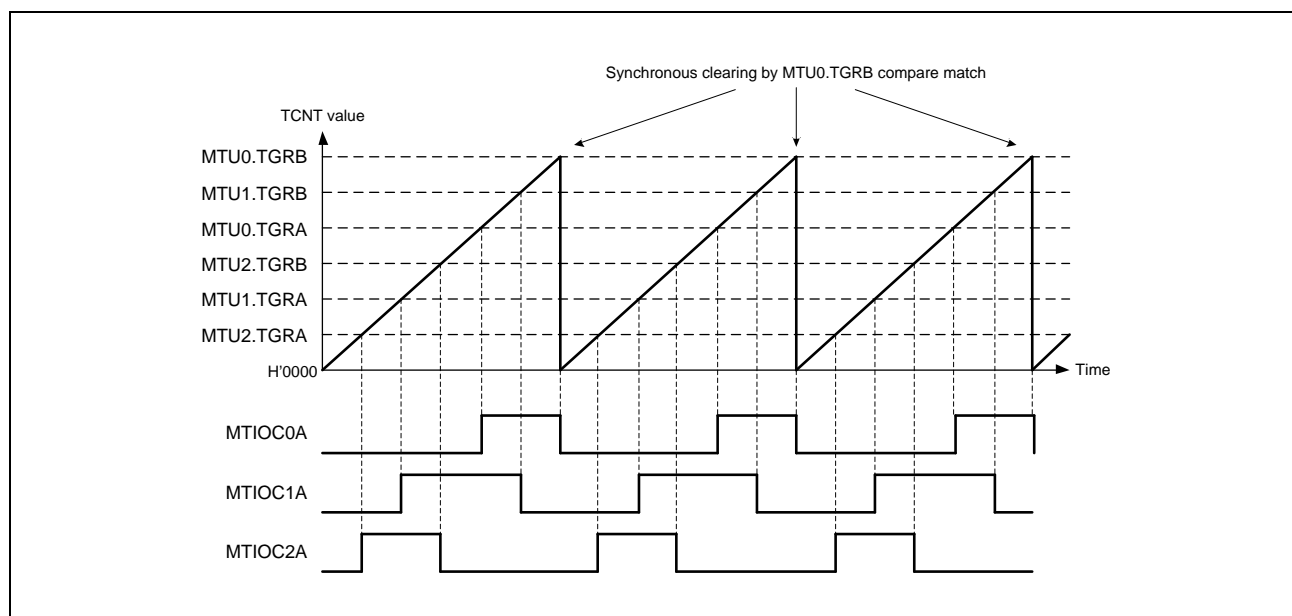 Synchronous clearing by MTU0.TGRB compare match
TCNT value
MTU0.TGRB
MTU1.TGRB
MTU0.TGRA
MTU2.TGRB
MTU1.TGRA
MTU2.TGRA
H'0000
Time
MTIOC0A
MTIOC1A
MTIOC2A